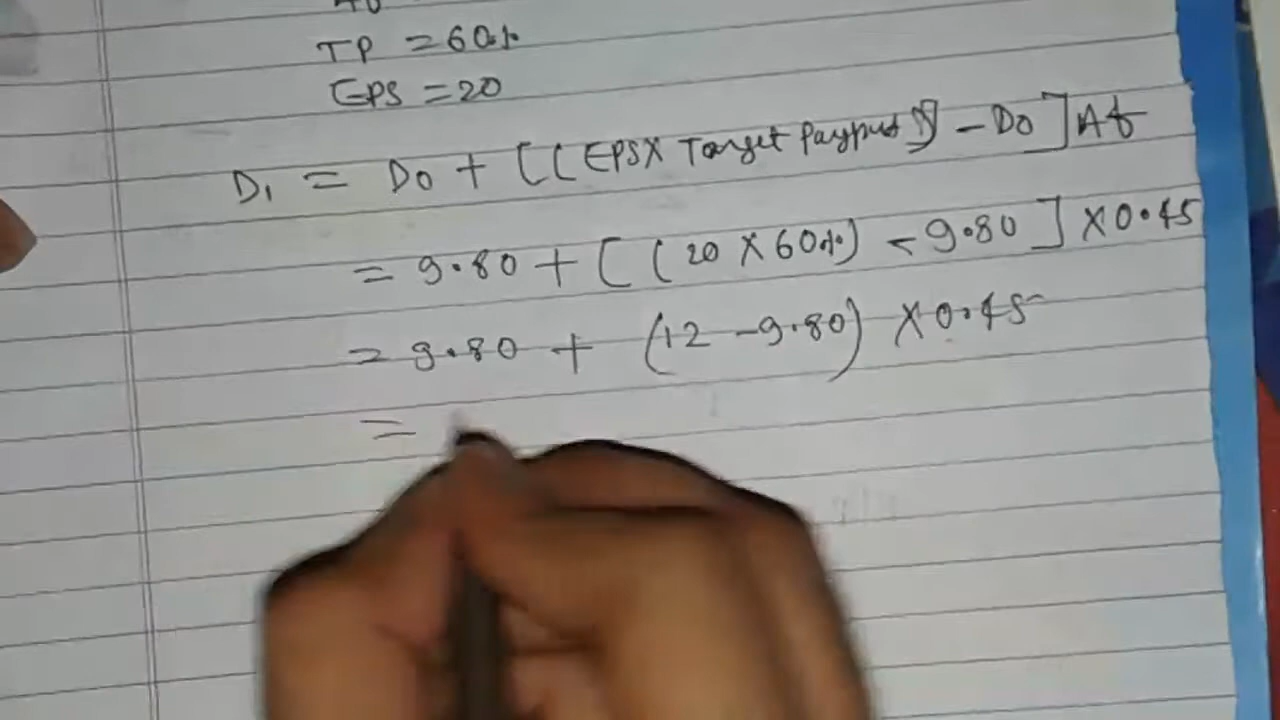 TP = 60%
EPS = 20
D₁ = D0 + [((EPS X Target Payput)) - D0] Af
= 9.80 + [(20 X 60%) - 9.80] X 0.45
= 9.80 + (12 - 9.80) X 0.45
=